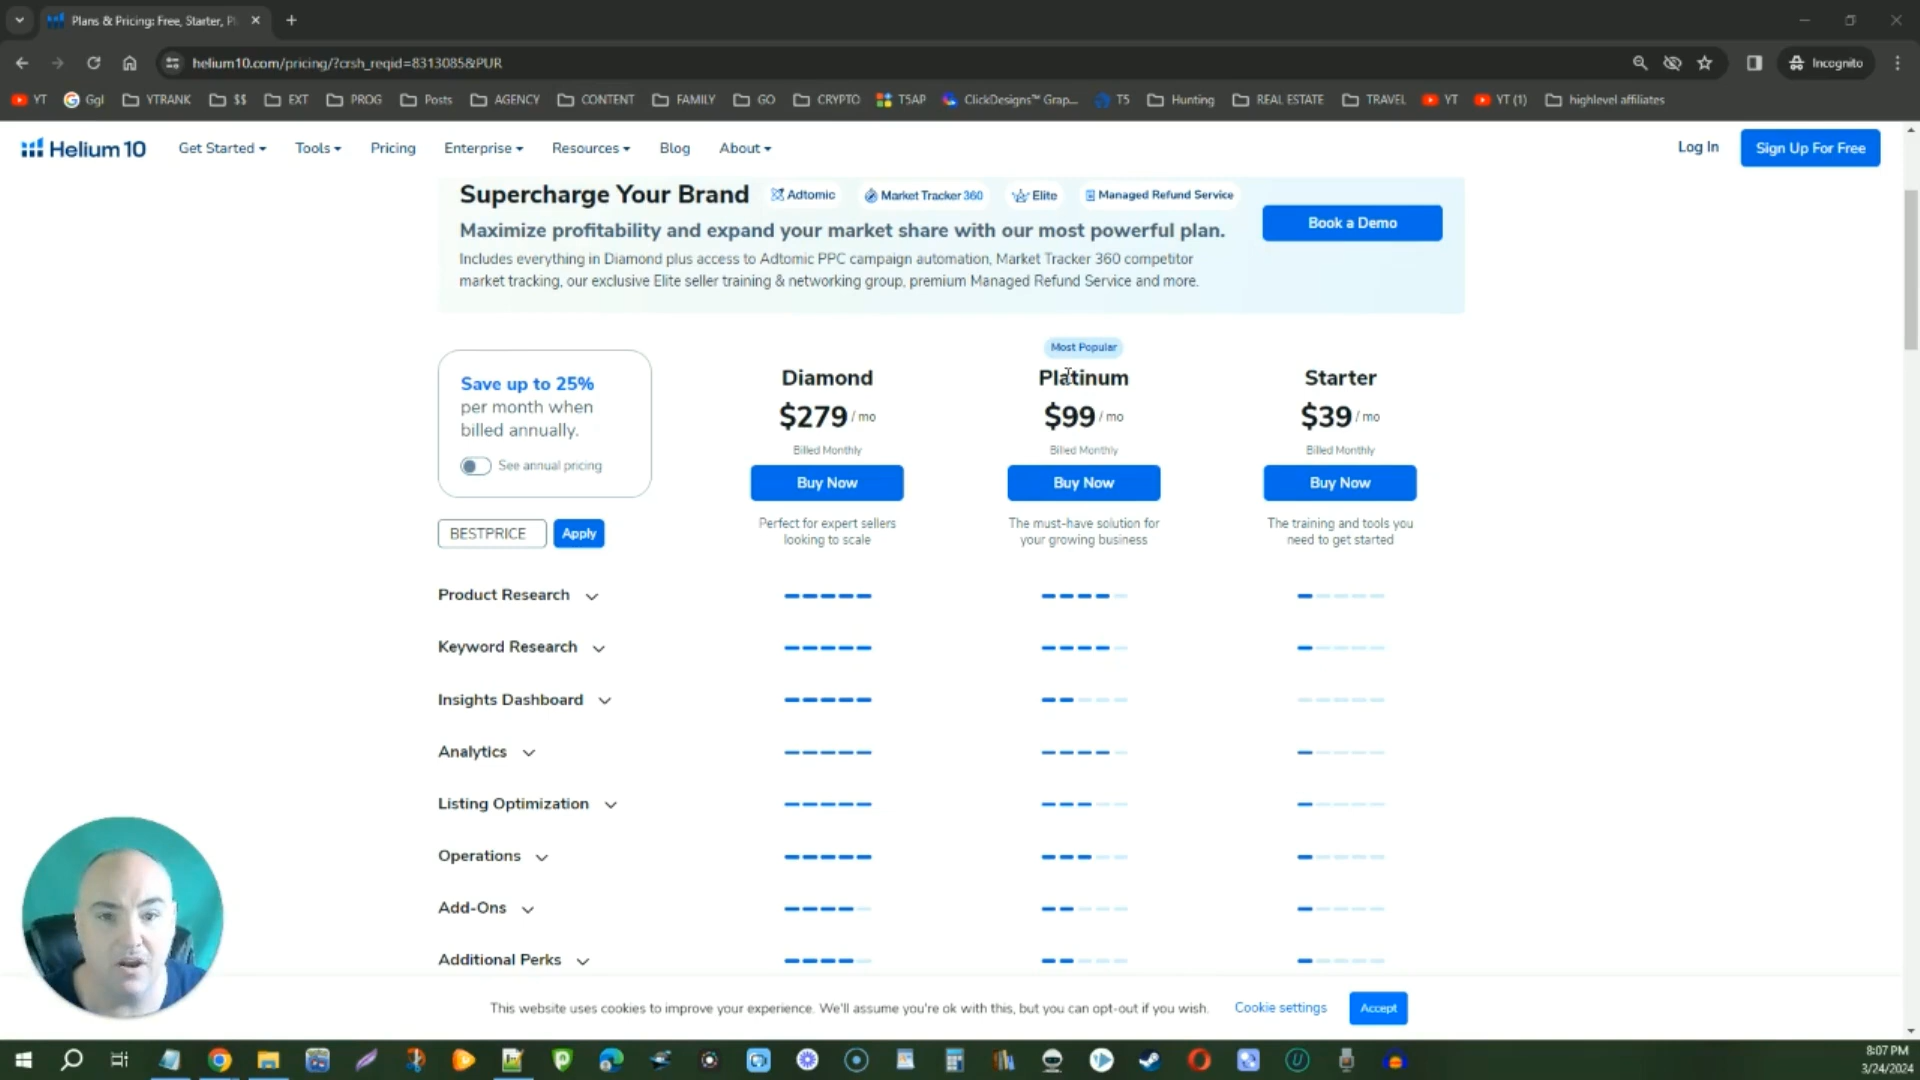 Plans & Pricing: Free, Starter, P
helium10.com/pricing/?crsh_reqid=8313085&PUR
Incognito
YT
Ggl
YTRANK
$$
EXT
PROG
Posts
AGENCY
CONTENT
FAMILY
GO
CRYPTO
T5AP
ClickDesigns™ Grap...
T5
Hunting
REAL ESTATE
TRAVEL
YT
YT (1)
highlevel affiliates
Helium 10
Get Started
Tools
Pricing
Enterprise
Resources
Blog
About
Log In
Sign Up For Free
Supercharge Your Brand
Adtomic
Market Tracker 360
Elite
Managed Refund Service
Maximize profitability and expand your market share with our most powerful plan.
Includes everything in Diamond plus access to Adtomic PPC campaign automation, Market Tracker 360 competitor
market tracking, our exclusive Elite seller training & networking group, premium Managed Refund Service and more.
Book a Demo
Save up to 25%
per month when
billed annually.
See annual pricing
BESTPRICE
Apply
Diamond
$279 / mo
Billed Monthly
Buy Now
Perfect for expert sellers
looking to scale
Most Popular
Platinum
$99 / mo
Billed Monthly
Buy Now
The must-have solution for
your growing business
Starter
$39 / mo
Billed Monthly
Buy Now
The training and tools you
need to get started
Product Research
Keyword Research
Insights Dashboard
Analytics
Listing Optimization
Operations
Add-Ons
Additional Perks
This website uses cookies to improve your experience. We'll assume you're ok with this, but you can opt-out if you wish.
Cookie settings
Accept
8:07 PM
3/24/2024